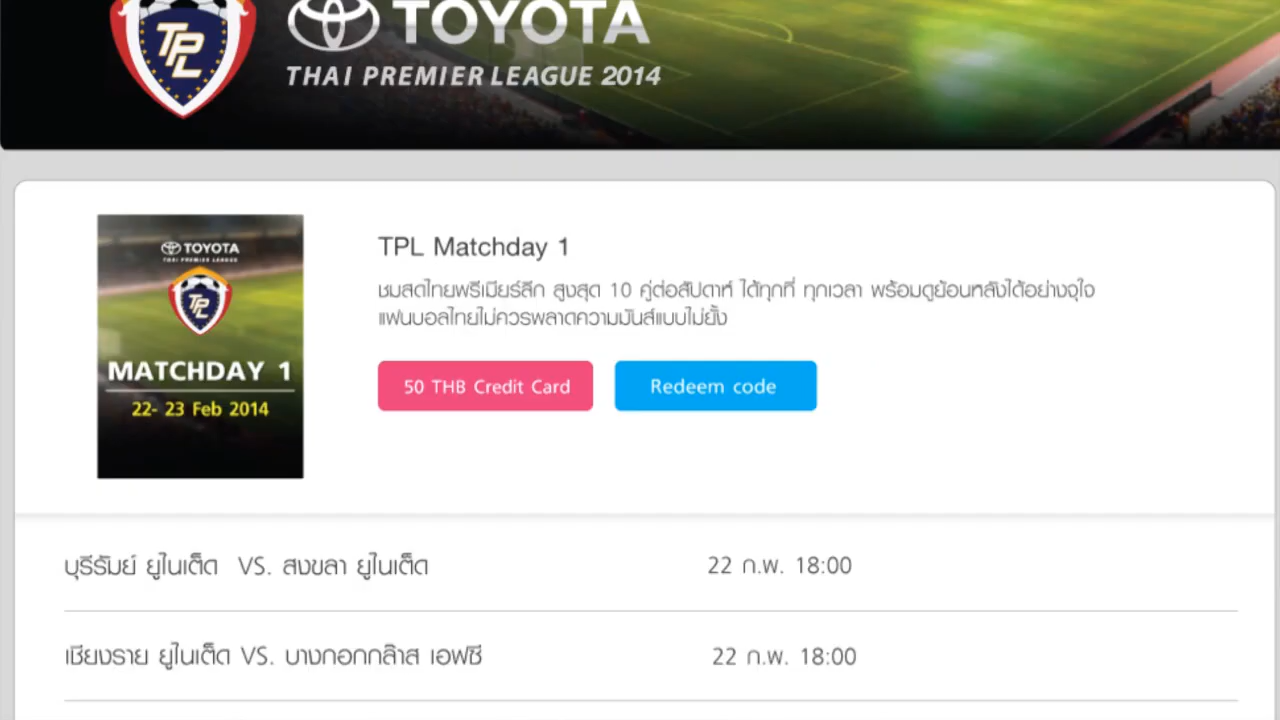 TPL
TOYOTA
THAI PREMIER LEAGUE 2014
TOYOTA
THAI PREMIER LEAGUE
TPL
MATCHDAY 1
22- 23 Feb 2014
TPL Matchday 1
ชมสดไทยพรีเมียร์ลีก สูงสุด 10 คู่ต่อสัปดาห์ ได้ทุกที่ ทุกเวลา พร้อมดูย้อนหลังได้อย่างจุใจ
แฟนบอลไทยไม่ควรพลาดความมันส์แบบไม่ยั้ง
50 THB Credit Card
Redeem code
บุรีรัมย์ ยูไนเต็ด VS. สงขลา ยูไนเต็ด 22 ก.พ. 18:00
เชียงราย ยูไนเต็ด VS. บางกอกกล๊าส เอฟซี 22 ก.พ. 18:00